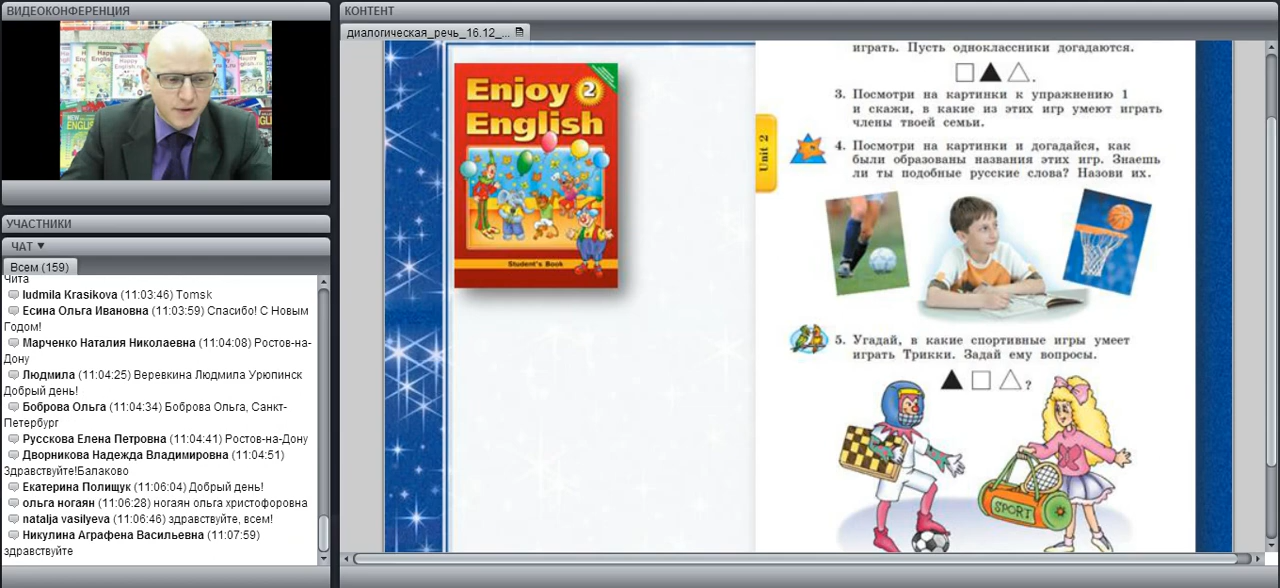 ВИДЕОКОНФЕРЕНЦИЯ
УЧАСТНИКИ
ЧАТ ▼
Всем (159)
Чита
ludmila Krasikova (11:03:46) Tomsk
Есина Ольга Ивановна (11:03:59) Спасибо! С Новым
Годом!
Марченко Наталия Николаевна (11:04:08) Ростов-на-
Дону
Людмила (11:04:25) Веревкина Людмила Урюпинск
Добрый день!
Боброва Ольга (11:04:34) Боброва Ольга, Санкт-
Петербург
Русскова Елена Петровна (11:04:41) Ростов-на-Дону
Дворникова Надежда Владимировна (11:04:51)
Здравствуйте!Балаково
Екатерина Полищук (11:06:04) Добрый день!
ольга ногаян (11:06:28) ногаян ольга христофоровна
natalja vasilyeva (11:06:46) здравствуйте, всем!
Никулина Аграфена Васильевна (11:07:59)
здравствуйте
КОНТЕНТ
диалогическая_речь_16.12_...
Enjoy 2
English
Student's Book
Unit 2
играть. Пусть одноклассники догадаются.
□ ▲ △.
3. Посмотри на картинки к упражнению 1
и скажи, в какие из этих игр умеют играть
члены твоей семьи.
4. Посмотри на картинки и догадайся, как
были образованы названия этих игр. Знаешь
ли ты подобные русские слова? Назови их.
5. Угадай, в какие спортивные игры умеет
играть Трикки. Задай ему вопросы.
▲ □ △?
SPORT